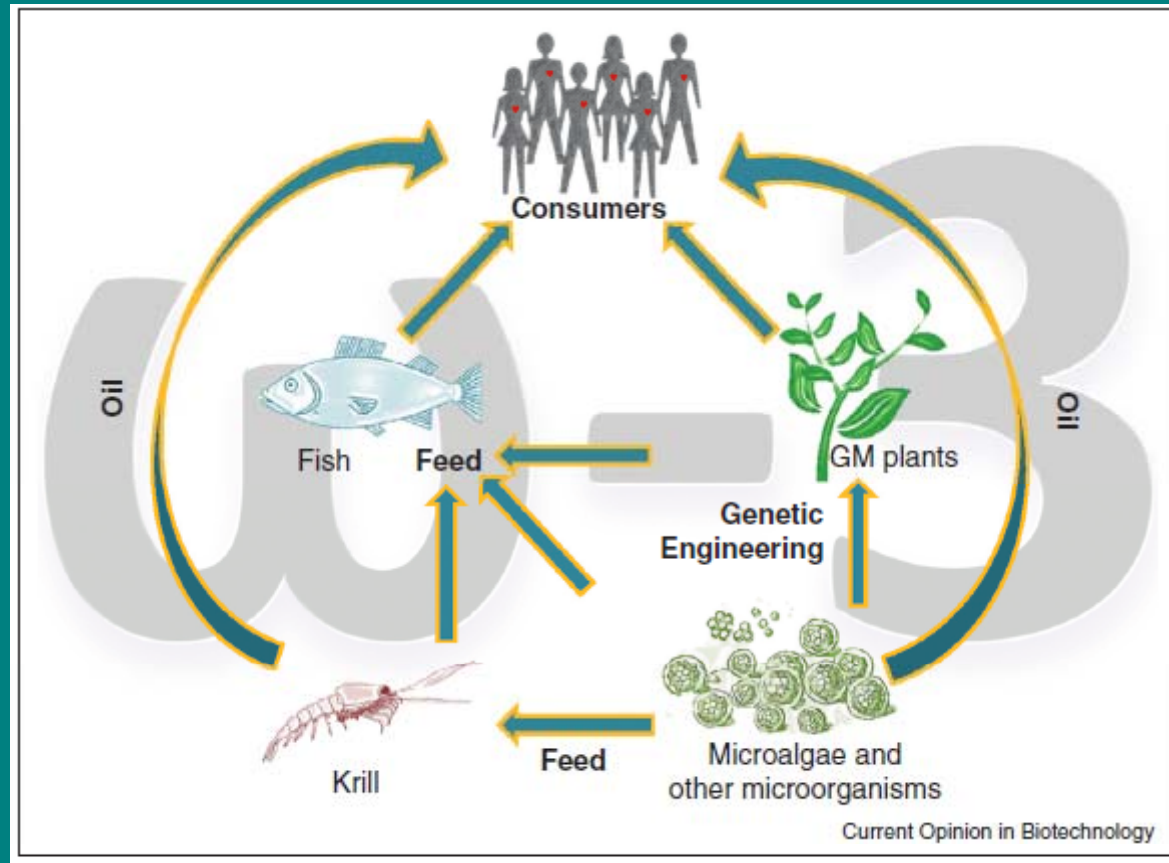 Consumers
Oil
Oil
ω-3
Fish
Feed
GM plants
Genetic
Engineering
Krill
Feed
Microalgae and
other microorganisms
Current Opinion in Biotechnology